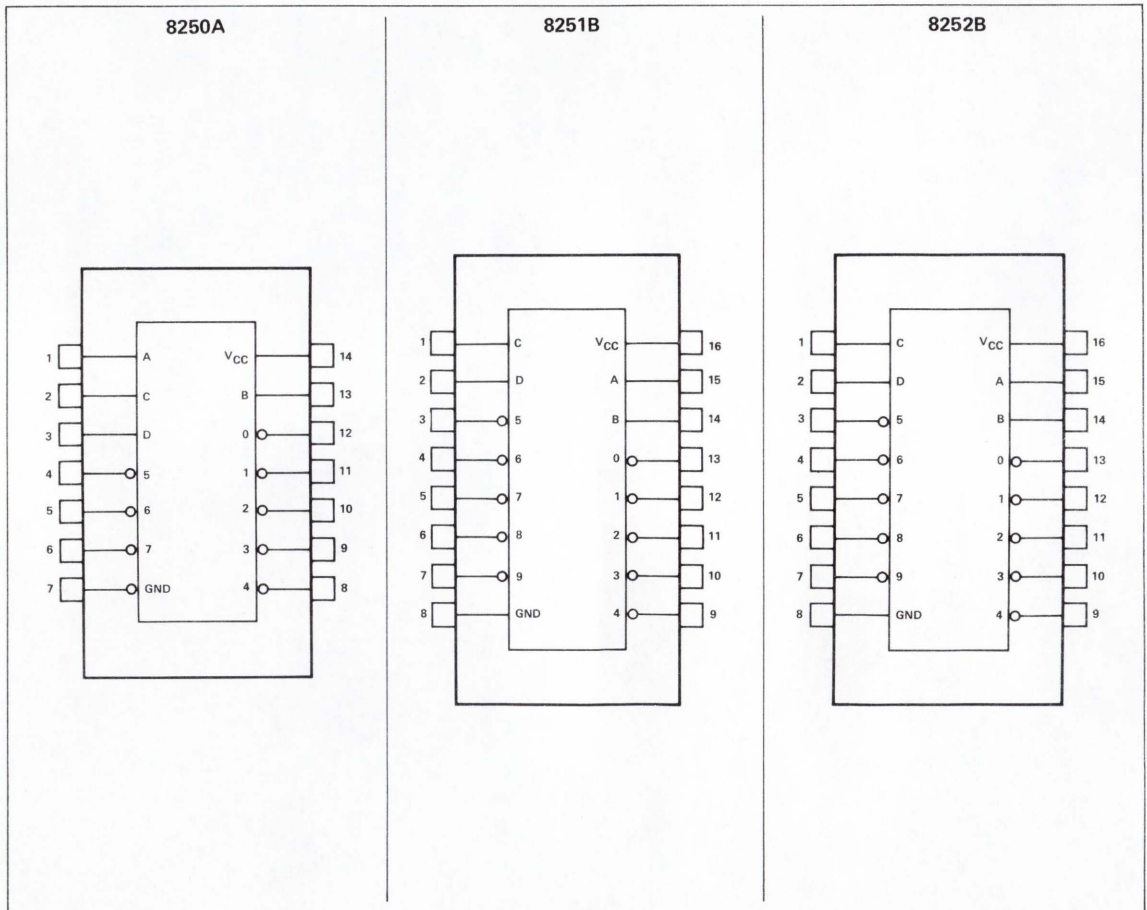 8250A
1 A VCC 14
2 C B 13
3 D 0 12
4 5 1 11
5 6 2 10
6 7 3 9
7 GND 4 8
8251B
1 C VCC 16
2 D A 15
3 5 B 14
4 6 0 13
5 7 1 12
6 8 2 11
7 9 3 10
8 GND 4 9
8252B
1 C VCC 16
2 D A 15
3 5 B 14
4 6 0 13
5 7 1 12
6 8 2 11
7 9 3 10
8 GND 4 9